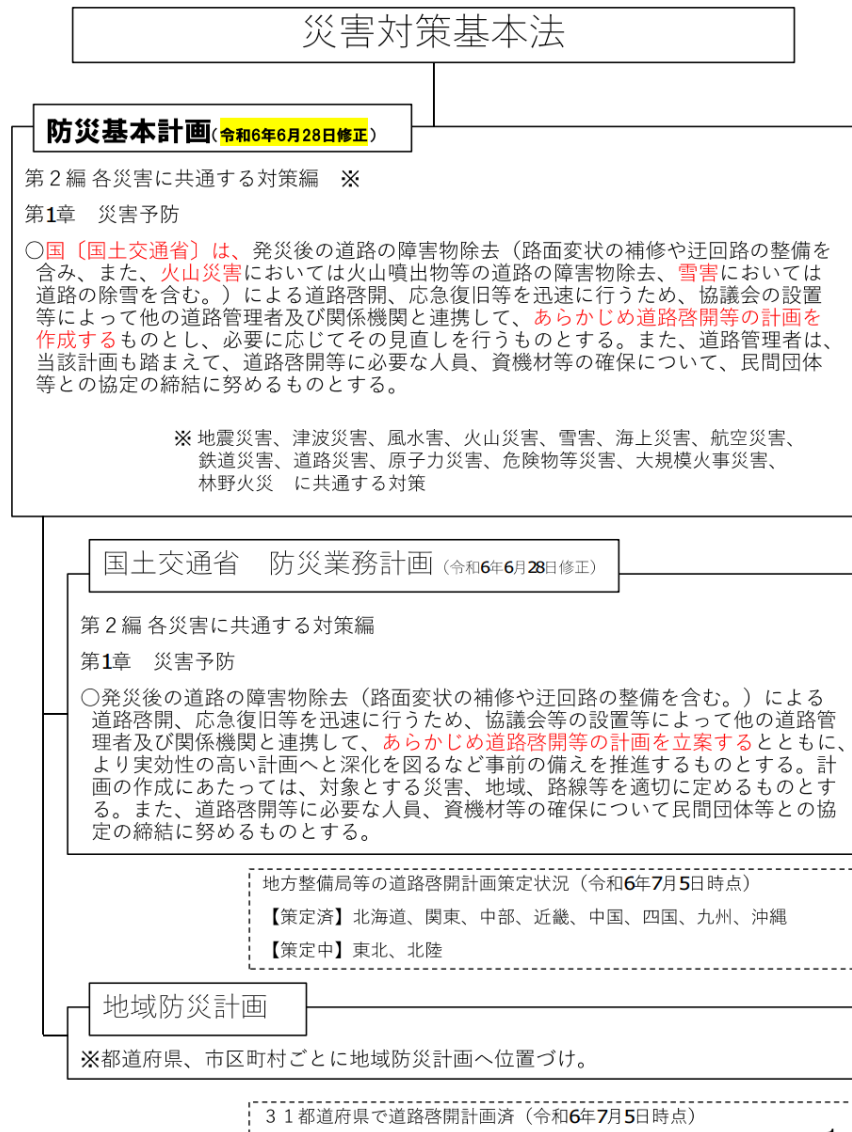 災害対策基本法
防災基本計画(令和6年6月28日修正)
第2編 各災害に共通する対策編 ※
第1章 災害予防
○国〔国土交通省〕は、発災後の道路の障害物除去(路面変状の補修や迂回路の整備を
含み、また、火山災害においては火山噴出物等の道路の障害物除去、雪害においては
道路の除雪を含む。)による道路啓開、応急復旧等を迅速に行うため、協議会の設置
等によって他の道路管理者及び関係機関と連携して、あらかじめ道路啓開等の計画を
作成するものとし、必要に応じてその見直しを行うものとする。また、道路管理者は、
当該計画も踏まえて、道路啓開等に必要な人員、資機材等の確保について、民間団体
等との協定の締結に努めるものとする。
※ 地震災害、津波災害、風水害、火山災害、雪害、海上災害、航空災害、
鉄道災害、道路災害、原子力災害、危険物等災害、大規模火事災害、
林野火災 に共通する対策
国土交通省 防災業務計画(令和6年6月28日修正)
第2編 各災害に共通する対策編
第1章 災害予防
○発災後の道路の障害物除去(路面変状の補修や迂回路の整備を含む。)による
道路啓開、応急復旧等を迅速に行うため、協議会等の設置等によって他の道路管
理者及び関係機関と連携して、あらかじめ道路啓開等の計画を立案するとともに、
より実効性の高い計画へと深化を図るなど事前の備えを推進するものとする。計
画の作成にあたっては、対象とする災害、地域、路線等を適切に定めるものとす
る。また、道路啓開等に必要な人員、資機材等の確保について民間団体等との協
定の締結に努めるものとする。
地方整備局等の道路啓開計画策定状況(令和6年7月5日時点)
【策定済】北海道、関東、中部、近畿、中国、四国、九州、沖縄
【策定中】東北、北陸
地域防災計画
※都道府県、市区町村ごとに地域防災計画へ位置づけ。
31都道府県で道路啓開計画済(令和6年7月5日時点)